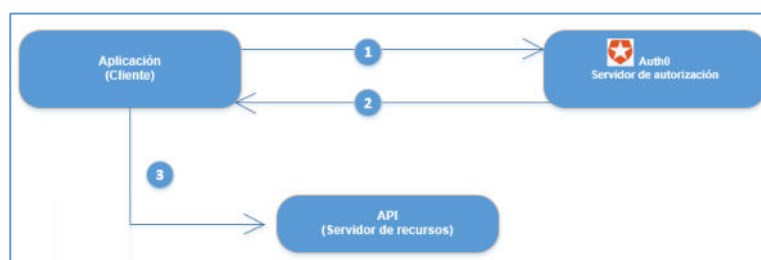 Aplicación
(Cliente)
1
Auth0
Servidor de autorización
2
3
API
(Servidor de recursos)